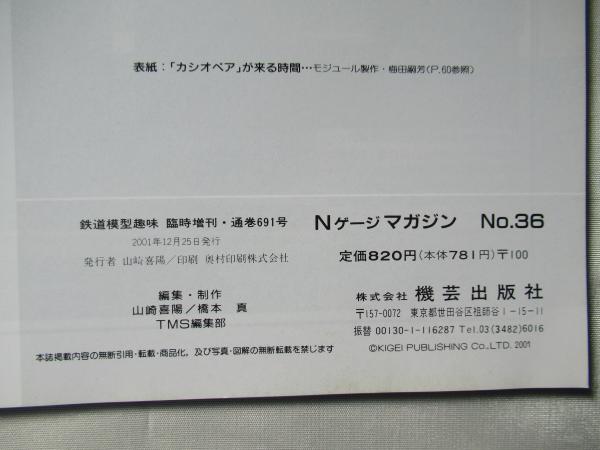 表紙：「カシオペア」が来る時間…モジュール製作・梅田嗣芳(P.60参照)
鉄道模型趣味 臨時増刊・通巻691号
2001年12月25日発行
発行者 山﨑喜陽／印刷 奥村印刷株式会社
編集・制作
山﨑喜陽／橋本 真
TMS編集部
Nゲージ マガジン No.36
定価820円(本体781円)〒100
株式会社 機芸出版社
〒157-0072 東京都世田谷区祖師谷1-15-11
振替 00130-1-116287 Tel.03(3482)6016
©KIGEI PUBLISHING Co.,LTD. 2001
本誌掲載内容の無断引用・転載・商品化，及び写真・図解の無断転載を禁じます